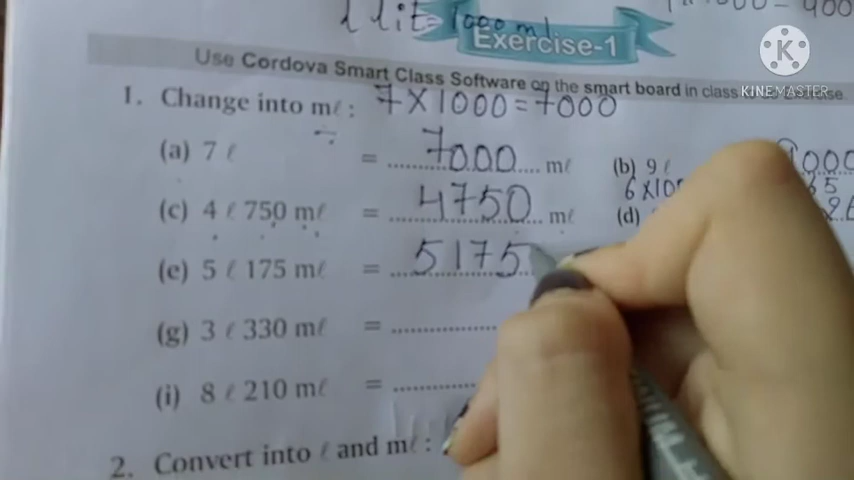 1 lit = 1000 ml
Exercise-1
KINEMASTER
Use Cordova Smart Class Software on the smart board in class to
1. Change into mℓ : 7 × 1000 = 7000
(a) 7 ℓ = 7000 mℓ (b) 9 ℓ
(c) 4 ℓ 750 mℓ = 4750 mℓ (d)
(e) 5 ℓ 175 mℓ = 5175
(g) 3 ℓ 330 mℓ =
(i) 8 ℓ 210 mℓ =
2. Convert into ℓ and mℓ :